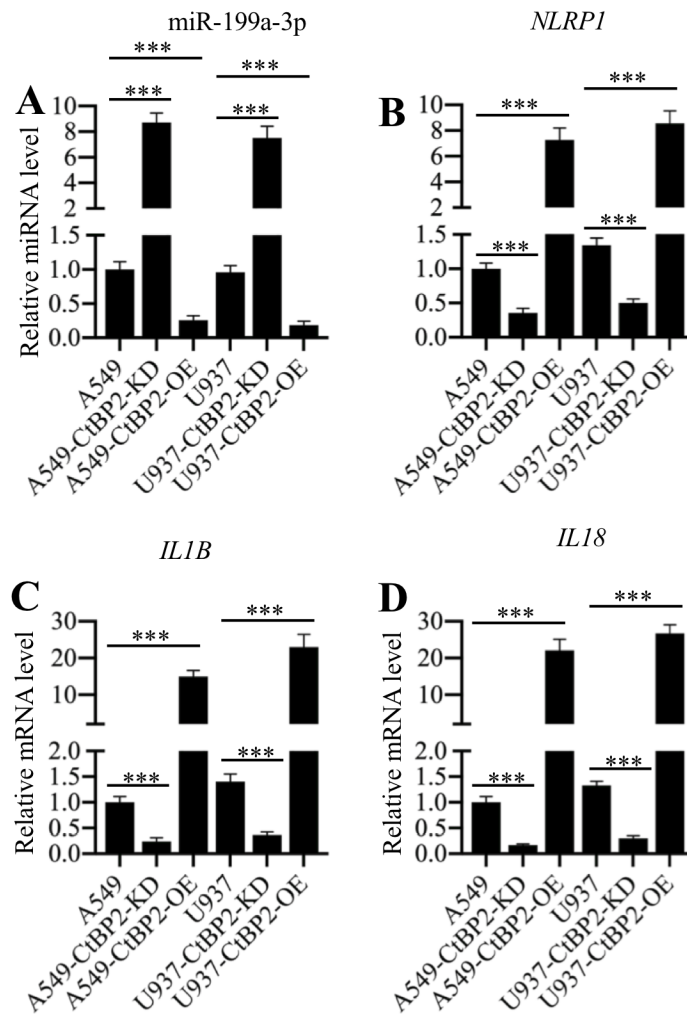 miR-199a-3p
A
***
***
***
***
Relative miRNA level
10
8
6
4
2
1.5
1.0
0.5
0.0
A549
A549-CtBP2-KD
A549-CtBP2-OE
U937
U937-CtBP2-KD
U937-CtBP2-OE
NLRP1
B
***
***
***
***
10
8
6
4
2
1.5
1.0
0.5
0.0
A549
A549-CtBP2-KD
A549-CtBP2-OE
U937
U937-CtBP2-KD
U937-CtBP2-OE
IL1B
C
***
***
***
***
Relative mRNA level
30
20
10
2.0
1.5
1.0
0.5
0.0
A549
A549-CtBP2-KD
A549-CtBP2-OE
U937
U937-CtBP2-KD
U937-CtBP2-OE
IL18
D
***
***
***
***
Relative mRNA level
30
20
10
2.0
1.5
1.0
0.5
0.0
A549
A549-CtBP2-KD
A549-CtBP2-OE
U937
U937-CtBP2-KD
U937-CtBP2-OE